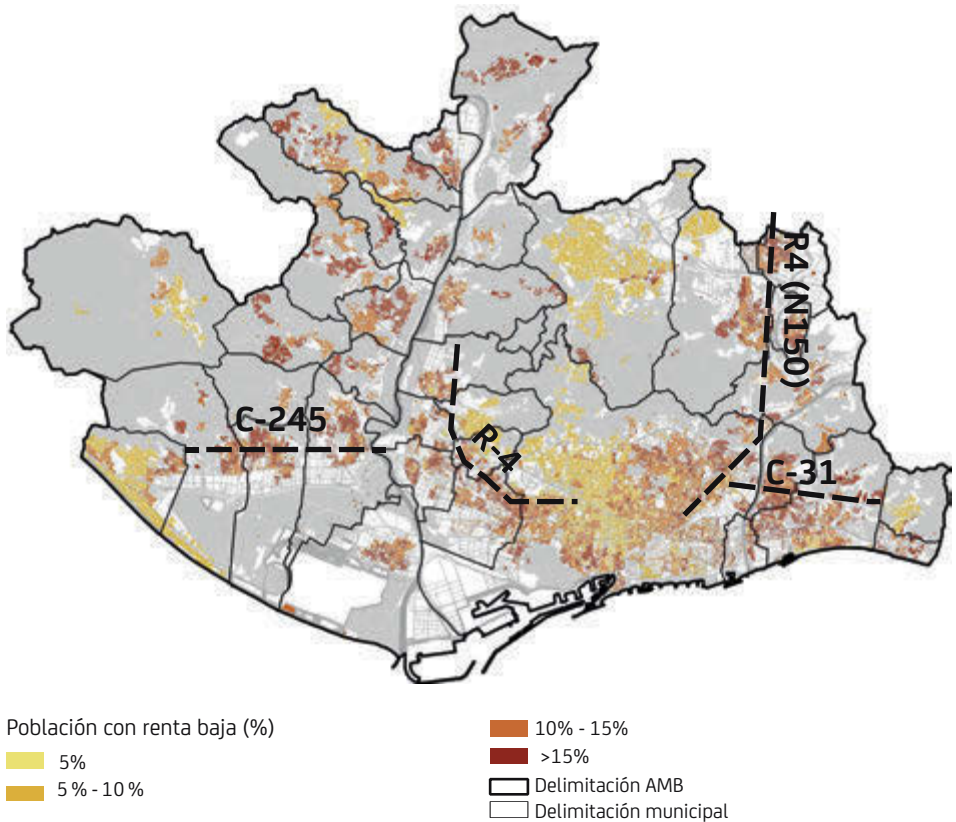 R4 (N150)
C-245
R-4
C-31
Población con renta baja (%)
5%
5 % - 10 %
10% - 15%
>15%
Delimitación AMB
Delimitación municipal